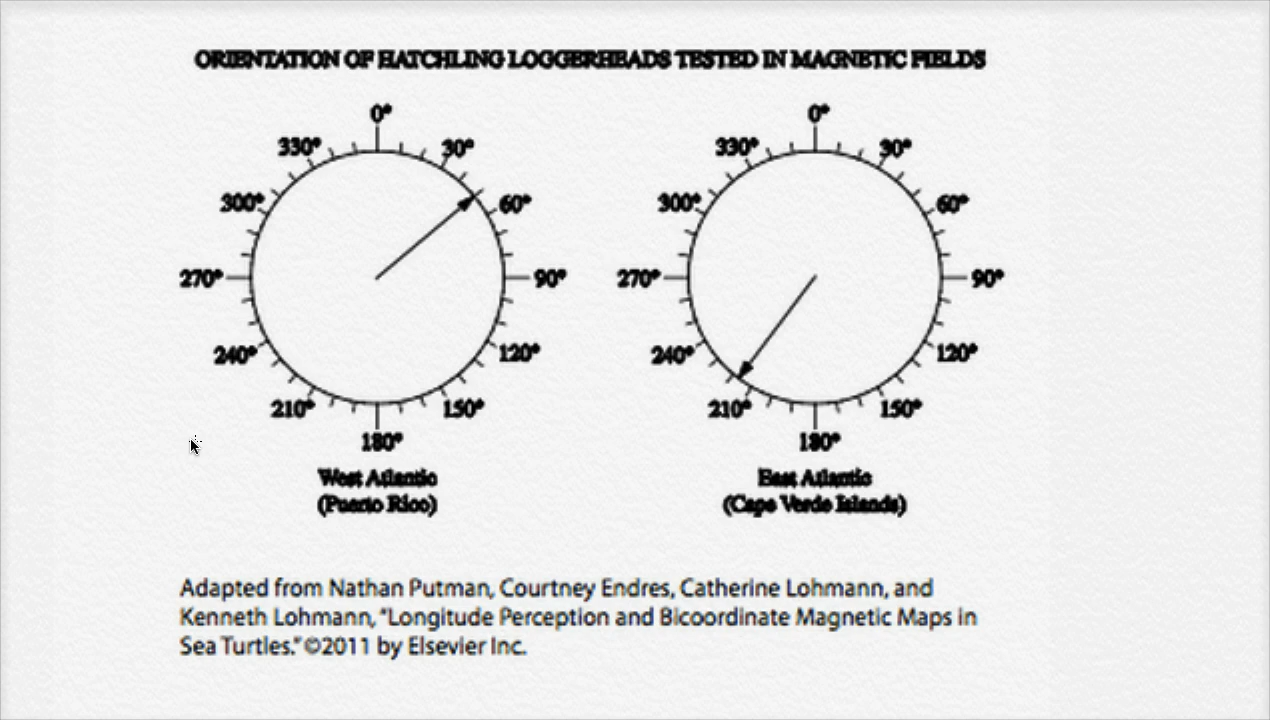 ORIENTATION OF HATCHLING LOGGERHEADS TESTED IN MAGNETIC FIELDS
0°
330° 30°
300° 60°
270° 90°
240° 120°
210° 150°
180°
West Atlantic
(Puerto Rico)
0°
330° 30°
300° 60°
270° 90°
240° 120°
210° 150°
180°
East Atlantic
(Cape Verde Islands)
Adapted from Nathan Putman, Courtney Endres, Catherine Lohmann, and
Kenneth Lohmann, “Longitude Perception and Bicoordinate Magnetic Maps in
Sea Turtles.” ©2011 by Elsevier Inc.